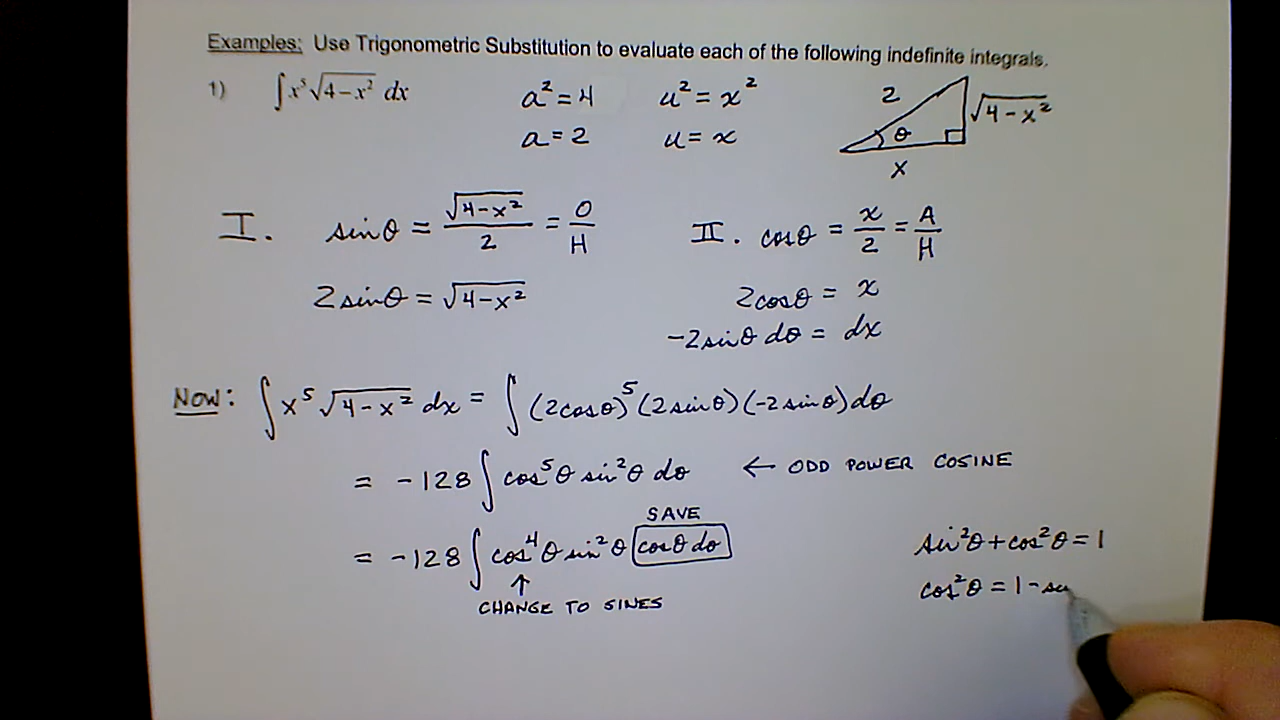 Examples: Use Trigonometric Substitution to evaluate each of the following indefinite integrals.
1) ∫x⁵√(4−x²) dx
a² = 4 u² = x²
a = 2 u = x
2 θ √(4−x²) x
I. sinθ = √(4−x²)/2 = O/H
2sinθ = √(4−x²)
II. cosθ = x/2 = A/H
2cosθ = x
−2sinθ dθ = dx
Now: ∫x⁵√(4−x²) dx = ∫(2cosθ)⁵(2sinθ)(−2sinθ)dθ
= −128∫cos⁵θ sin²θ dθ ← ODD POWER COSINE
SAVE
= −128∫cos⁴θ sin²θ cosθ dθ
↑
CHANGE TO SINES
sin²θ + cos²θ = 1
cos²θ = 1 −